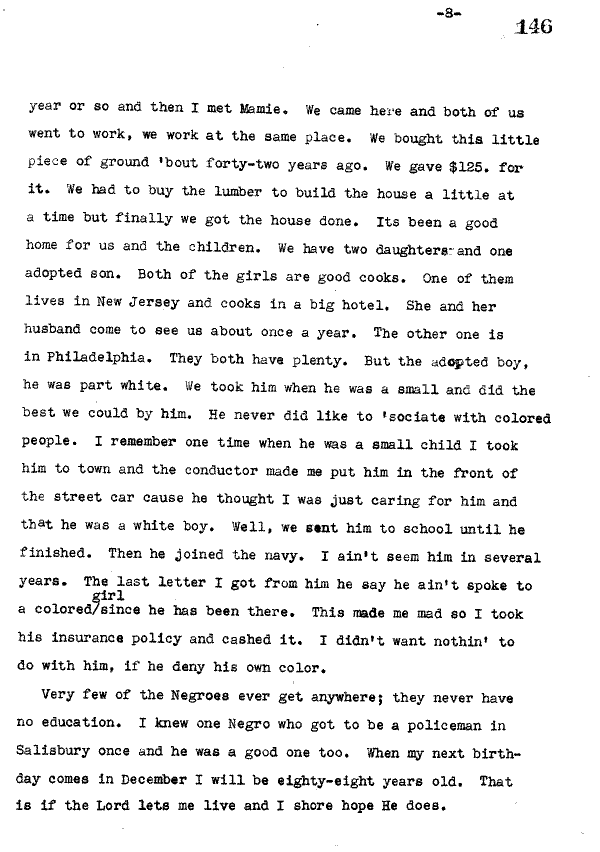 -8-
146
year or so and then I met Mamie.  We came here and both of us
went to work, we work at the same place.  We bought this little
piece of ground 'bout forty-two years ago.  We gave $125. for
it.  We had to buy the lumber to build the house a little at
a time but finally we got the house done.  Its been a good
home for us and the children.  We have two daughters and one
adopted son.  Both of the girls are good cooks.  One of them
lives in New Jersey and cooks in a big hotel.  She and her
husband come to see us about once a year.  The other one is
in Philadelphia.  They both have plenty.  But the adopted boy,
he was part white.  We took him when he was a small and did the
best we could by him.  He never did like to 'sociate with colored
people.  I remember one time when he was a small child I took
him to town and the conductor made me put him in the front of
the street car cause he thought I was just caring for him and
that he was a white boy.  Well, we sent him to school until he
finished.  Then he joined the navy.  I ain't seem him in several
years.  The last letter I got from him he say he ain't spoke to
girl
a colored/since he has been there.  This made me mad so I took
his insurance policy and cashed it.  I didn't want nothin' to
do with him, if he deny his own color.
Very few of the Negroes ever get anywhere; they never have
no education.  I knew one Negro who got to be a policeman in
Salisbury once and he was a good one too.  When my next birth-
day comes in December I will be eighty-eight years old.  That
is if the Lord lets me live and I shore hope He does.